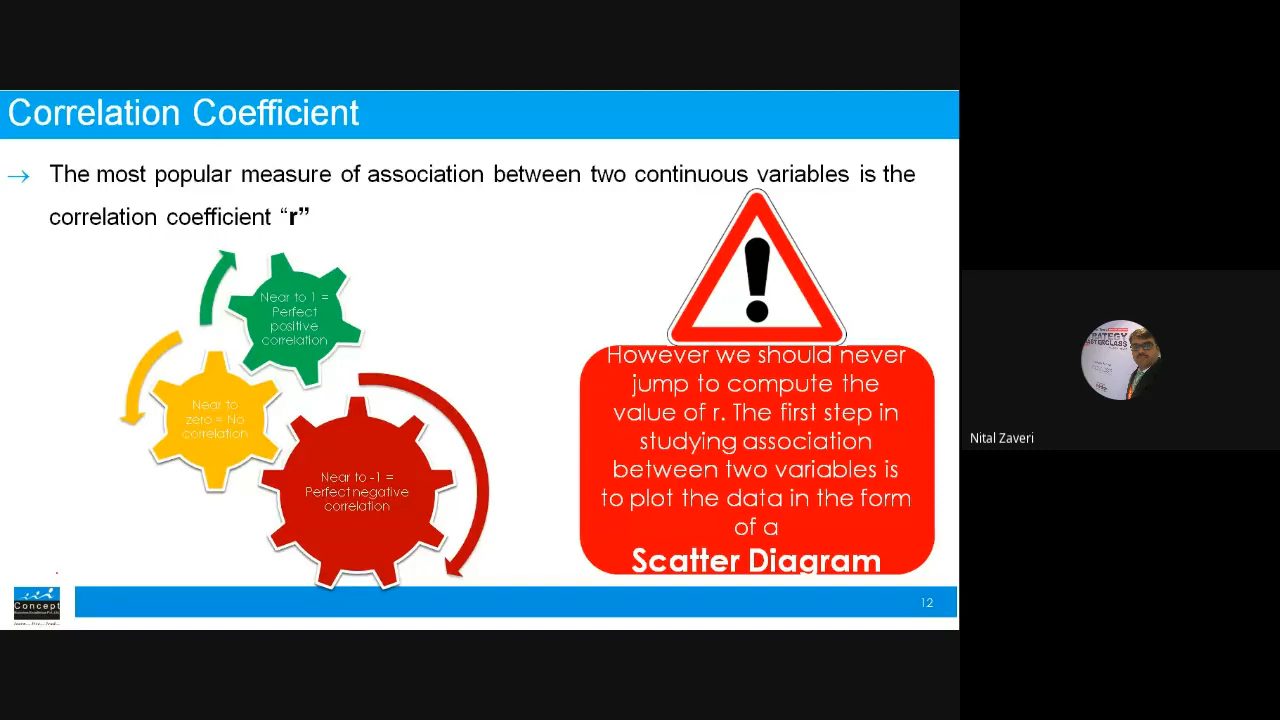 Correlation Coefficient
→ The most popular measure of association between two continuous variables is the
correlation coefficient “r”
Near to 1 =
Perfect
positive
correlation
Near to
zero = No
correlation
Near to -1 =
Perfect negative
correlation
However we should never
jump to compute the
value of r. The first step in
studying association
between two variables is
to plot the data in the form
of a
Scatter Diagram
Concept
12
STRATEGY
MASTERCLASS
Nital Zaveri